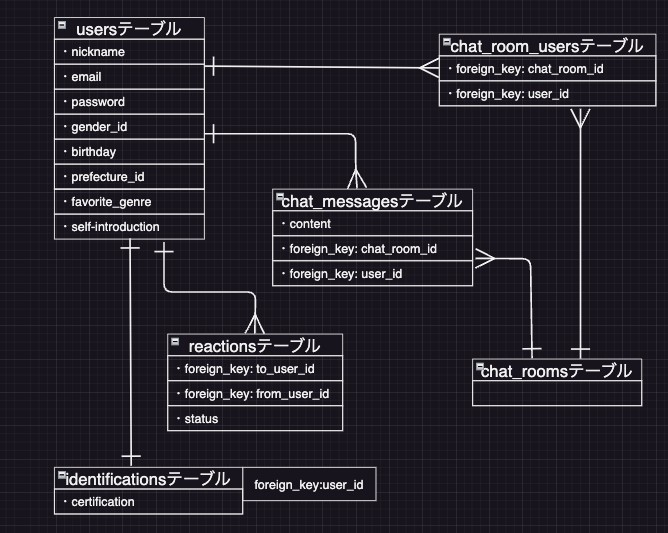 usersテーブル
・nickname
・email
・password
・gender_id
・birthday
・prefecture_id
・favorite_genre
・self-introduction
chat_room_usersテーブル
・foreign_key: chat_room_id
・foreign_key: user_id
chat_messagesテーブル
・content
・foreign_key: chat_room_id
・foreign_key: user_id
reactionsテーブル
・foreign_key: to_user_id
・foreign_key: from_user_id
・status
chat_roomsテーブル
identificationsテーブル
・certification
foreign_key:user_id